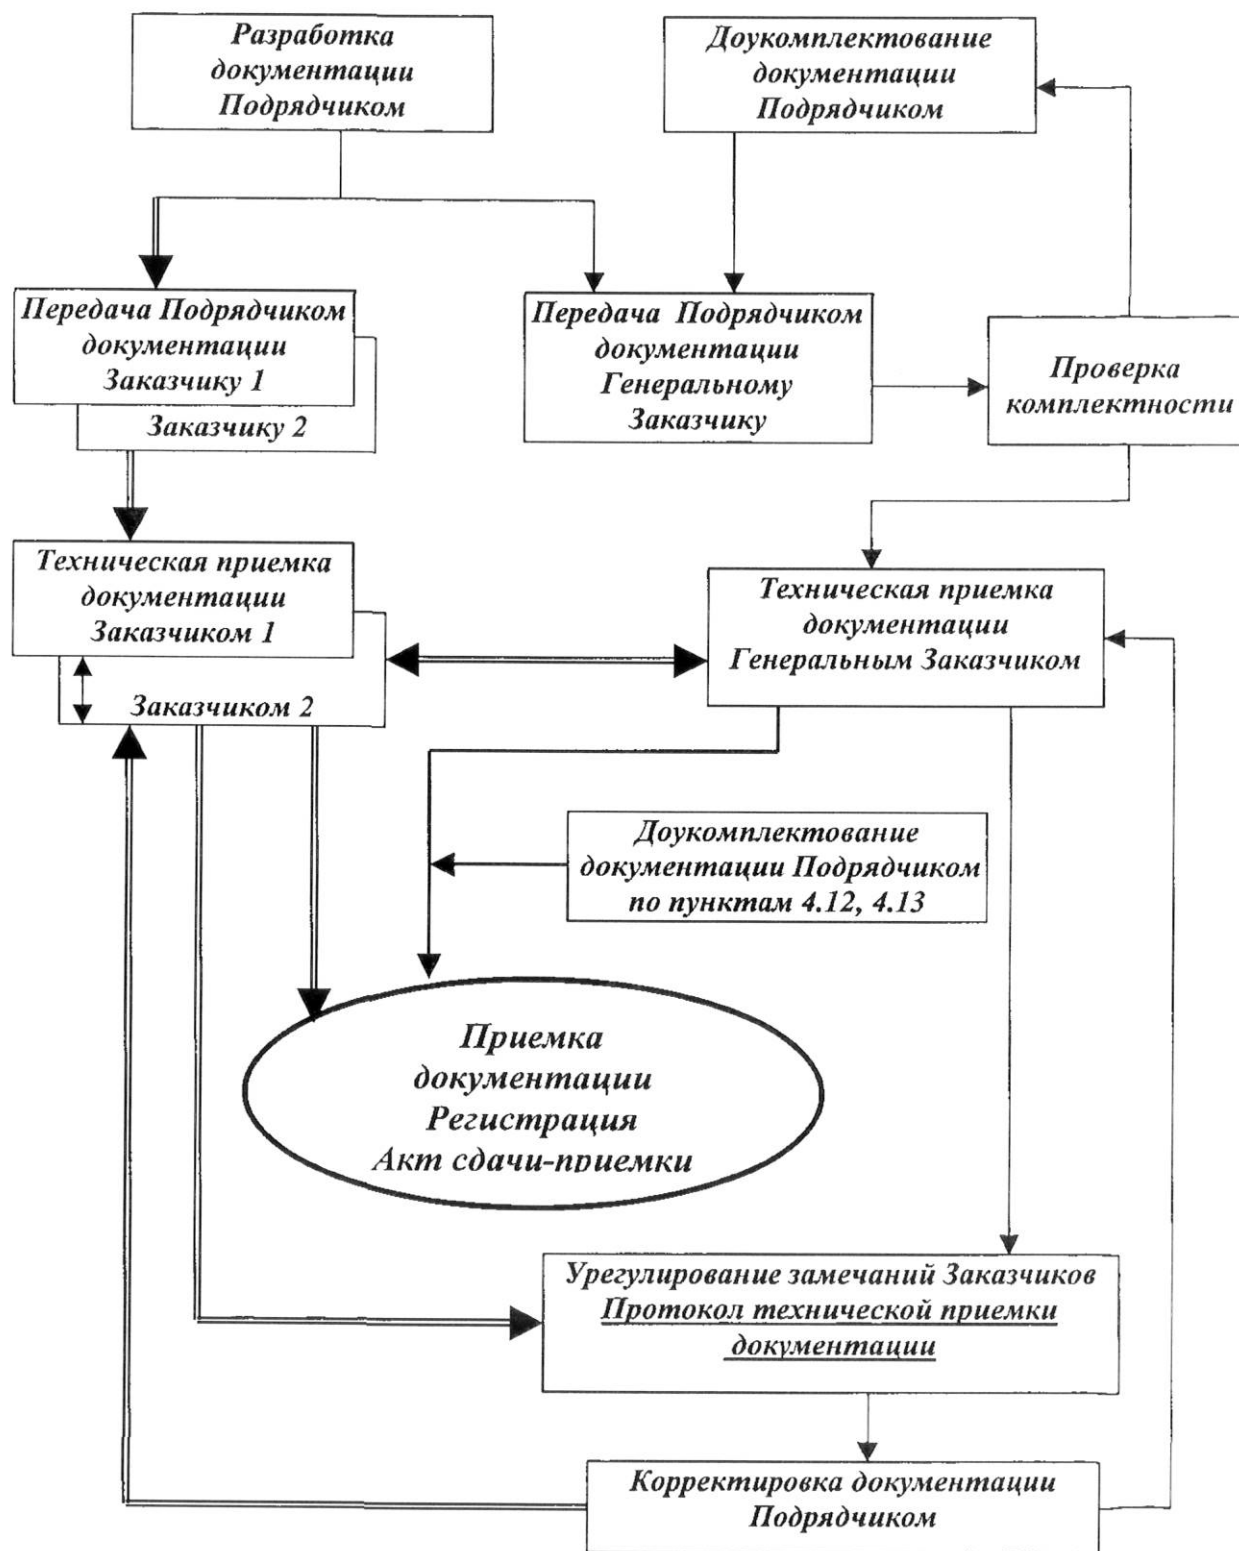 Разработка
документации
Подрядчиком
Доукомплектование
документации
Подрядчиком
Передача Подрядчиком
документации
Заказчику 1
Заказчику 2
Передача Подрядчиком
документации
Генеральному
Заказчику
Проверка
комплектности
Техническая приемка
документации
Заказчиком 1
Заказчиком 2
Техническая приемка
документации
Генеральным Заказчиком
Доукомплектование
документации Подрядчиком
по пунктам 4.12, 4.13
Приемка
документации
Регистрация
Акт сдачи-приемки
Урегулирование замечаний Заказчиков
Протокол технической приемки
документации
Корректировка документации
Подрядчиком